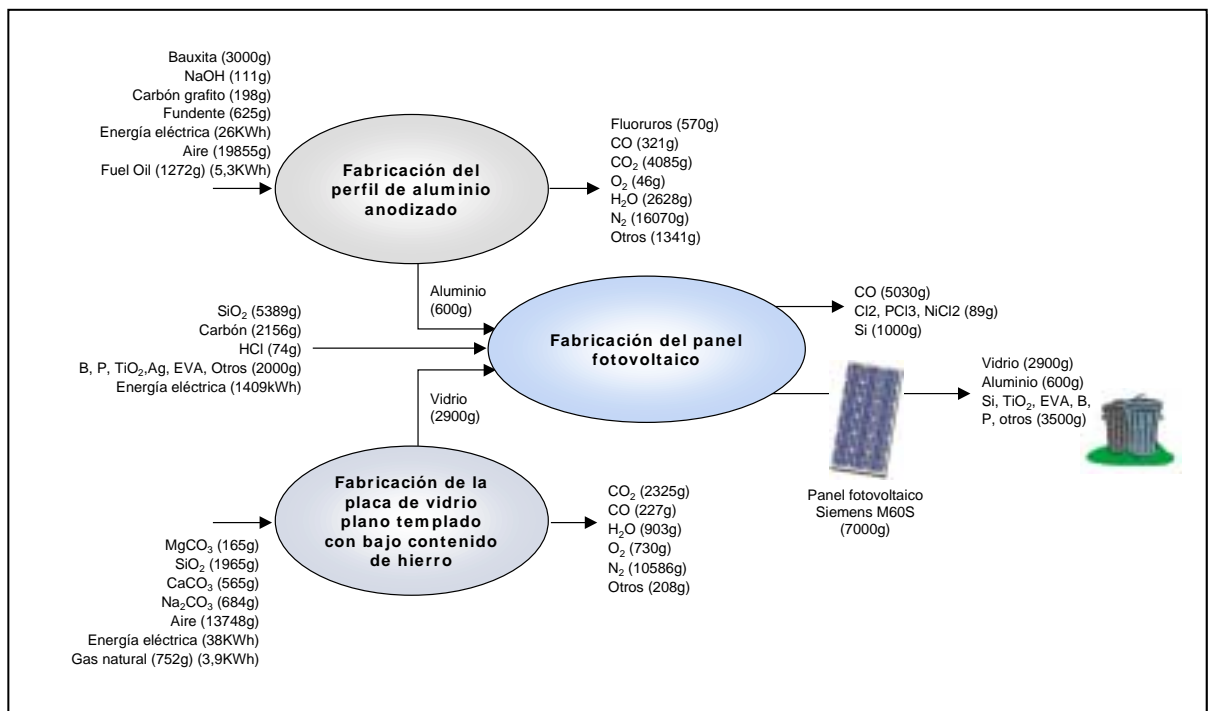 Bauxita (3000g)
NaOH (111g)
Carbón grafito (198g)
Fundente (625g)
Energía eléctrica (26KWh)
Aire (19855g)
Fuel Oil (1272g) (5,3KWh)
Fabricación del
perfil de aluminio
anodizado
Fluoruros (570g)
CO (321g)
CO₂ (4085g)
O₂ (46g)
H₂O (2628g)
N₂ (16070g)
Otros (1341g)
Aluminio
(600g)
SiO₂ (5389g)
Carbón (2156g)
HCl (74g)
B, P, TiO₂,Ag, EVA, Otros (2000g)
Energía eléctrica (1409kWh)
Fabricación del panel
fotovoltaico
CO (5030g)
Cl2, PCl3, NiCl2 (89g)
Si (1000g)
Vidrio (2900g)
Aluminio (600g)
Si, TiO₂, EVA, B,
P, otros (3500g)
Panel fotovoltaico
Siemens M60S
(7000g)
Vidrio
(2900g)
Fabricación de la
placa de vidrio
plano templado
con bajo contenido
de hierro
MgCO₃ (165g)
SiO₂ (1965g)
CaCO₃ (565g)
Na₂CO₃ (684g)
Aire (13748g)
Energía eléctrica (38KWh)
Gas natural (752g) (3,9KWh)
CO₂ (2325g)
CO (227g)
H₂O (903g)
O₂ (730g)
N₂ (10586g)
Otros (208g)